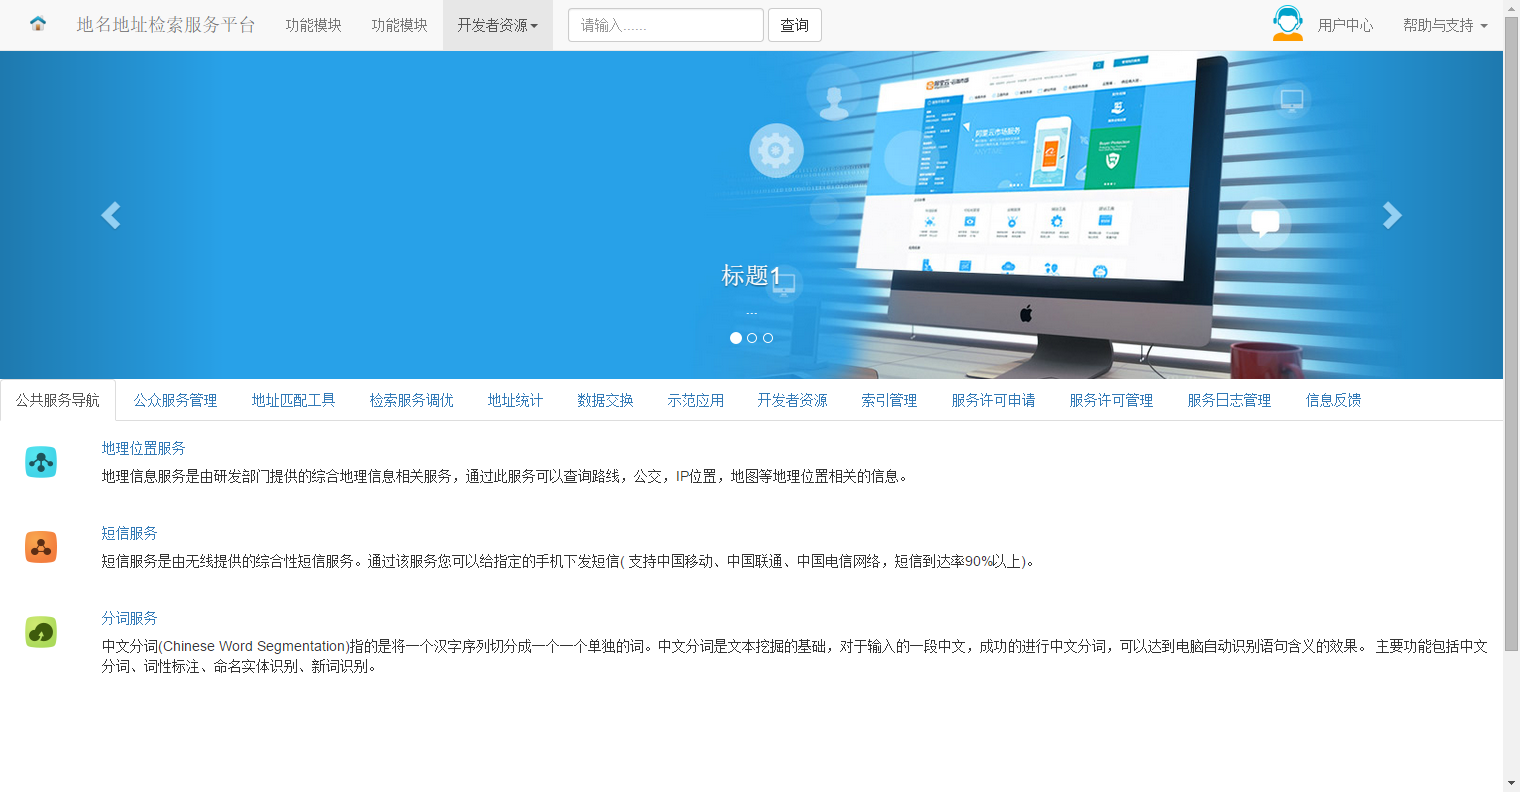 地名地址检索服务平台 功能模块 功能模块 开发者资源 请输入...... 查询 用户中心 帮助与支持
阿里云市场服务
标题1
...
公共服务导航 公众服务管理 地址匹配工具 检索服务调优 地址统计 数据交换 示范应用 开发者资源 索引管理 服务许可申请 服务许可管理 服务日志管理 信息反馈
地理位置服务
地理信息服务是由研发部门提供的综合地理信息相关服务，通过此服务可以查询路线，公交，IP位置，地图等地理位置相关的信息。
短信服务
短信服务是由无线提供的综合性短信服务。通过该服务您可以给指定的手机下发短信( 支持中国移动、中国联通、中国电信网络，短信到达率90%以上)。
分词服务
中文分词(Chinese Word Segmentation)指的是将一个汉字序列切分成一个一个单独的词。中文分词是文本挖掘的基础，对于输入的一段中文，成功的进行中文分词，可以达到电脑自动识别语句含义的效果。 主要功能包括中文
分词、词性标注、命名实体识别、新词识别。